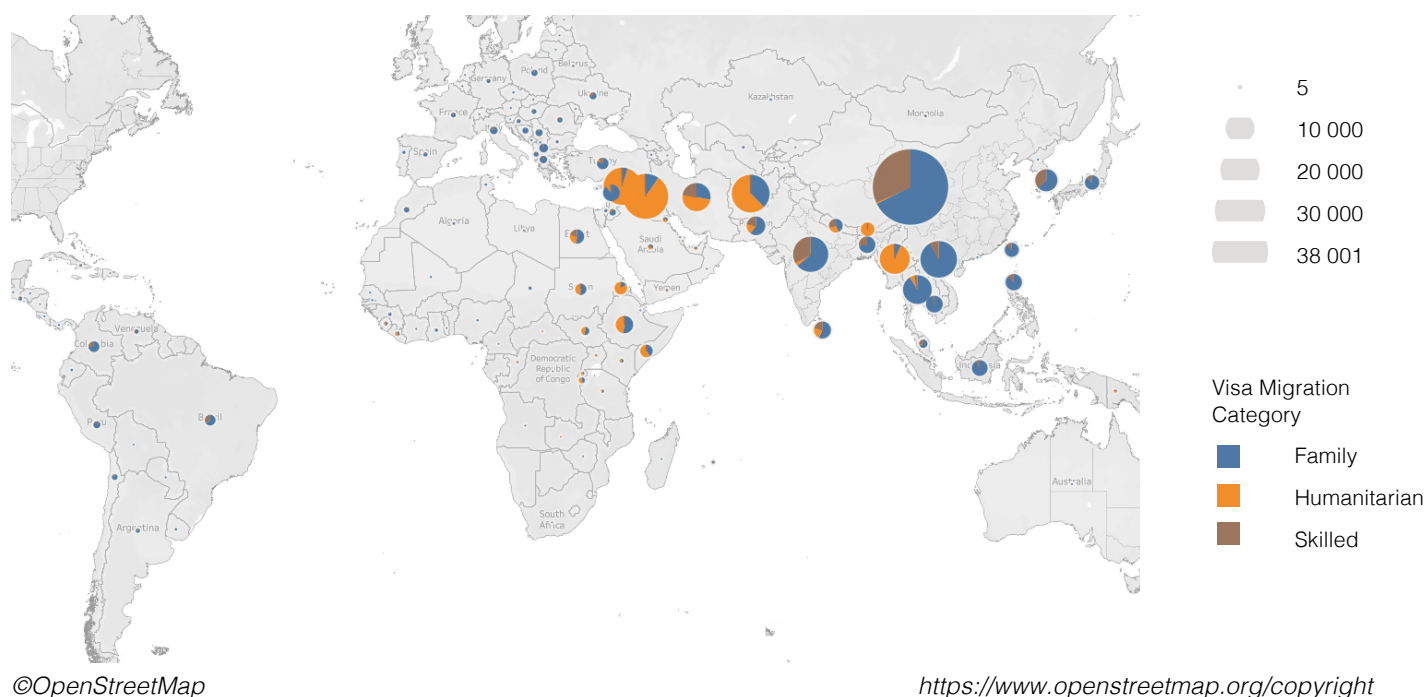 Poland
Belarus
Germany
Ukraine
France
Kazakhstan
Mongolia
Spain
Turkey
Algeria
Libya
Egypt
Saudi
Arabia
Sudan
Yemen
Venezuela
Colombia
Democratic
Republic
of Congo
Indonesia
Peru
Brazil
Australia
South
Africa
Argentina
5
10 000
20 000
30 000
38 001
Visa Migration
Category
Family
Humanitarian
Skilled
©OpenStreetMap
https://www.openstreetmap.org/copyright